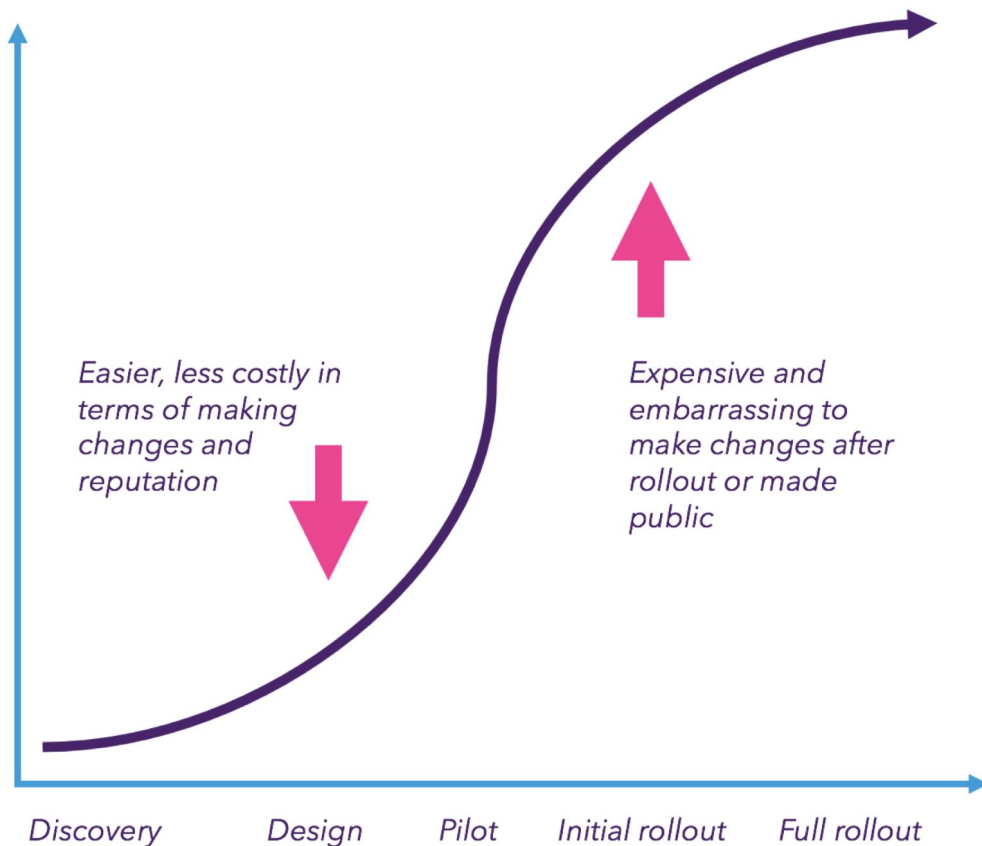 Easier, less costly in
terms of making
changes and
reputation
Expensive and
embarrassing to
make changes after
rollout or made
public
Discovery
Design
Pilot
Initial rollout
Full rollout